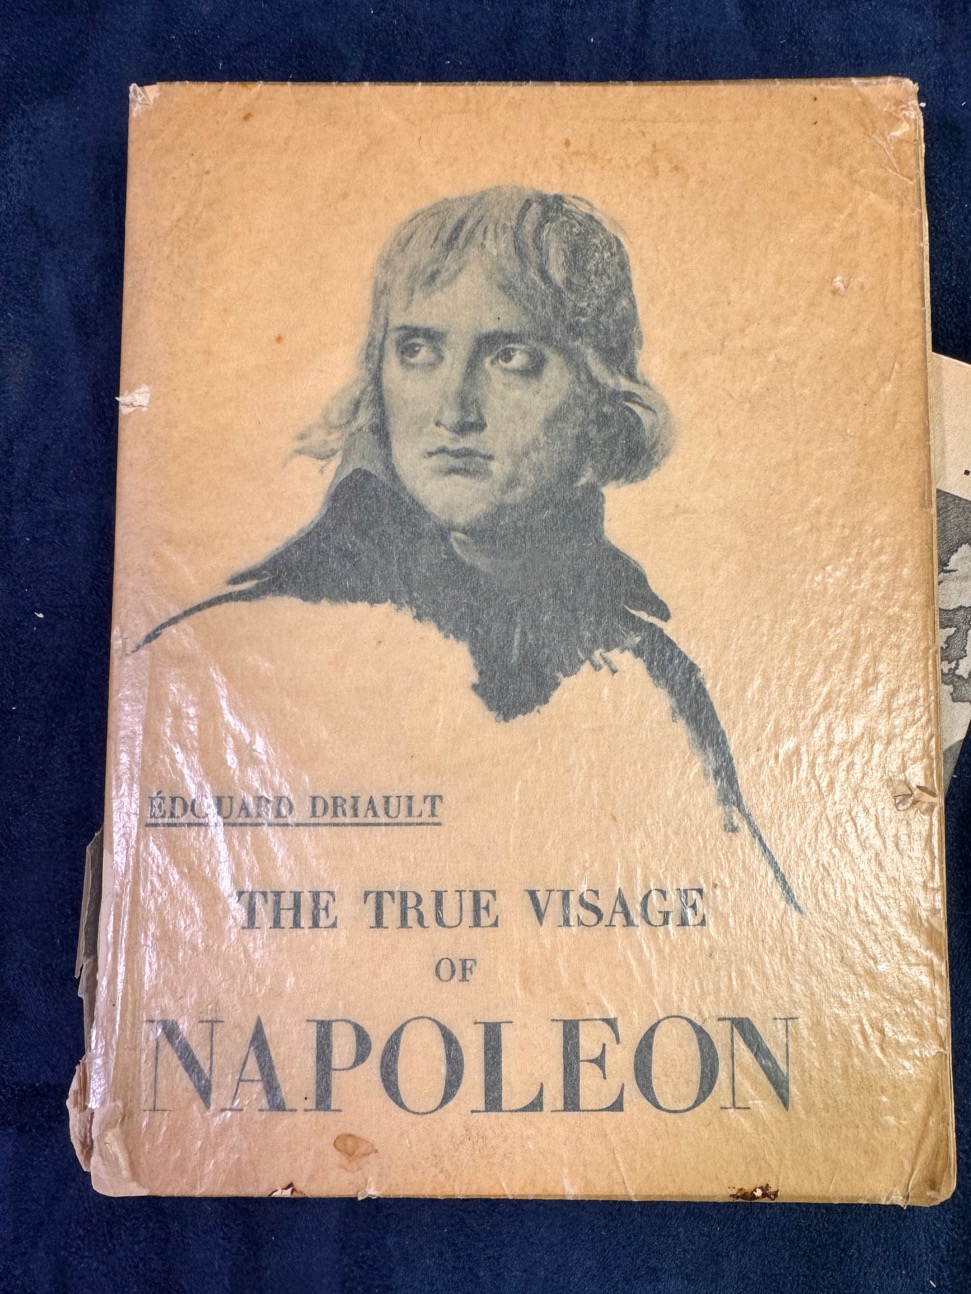 ÉDOUARD DRIAULT
THE TRUE VISAGE
OF
NAPOLEON